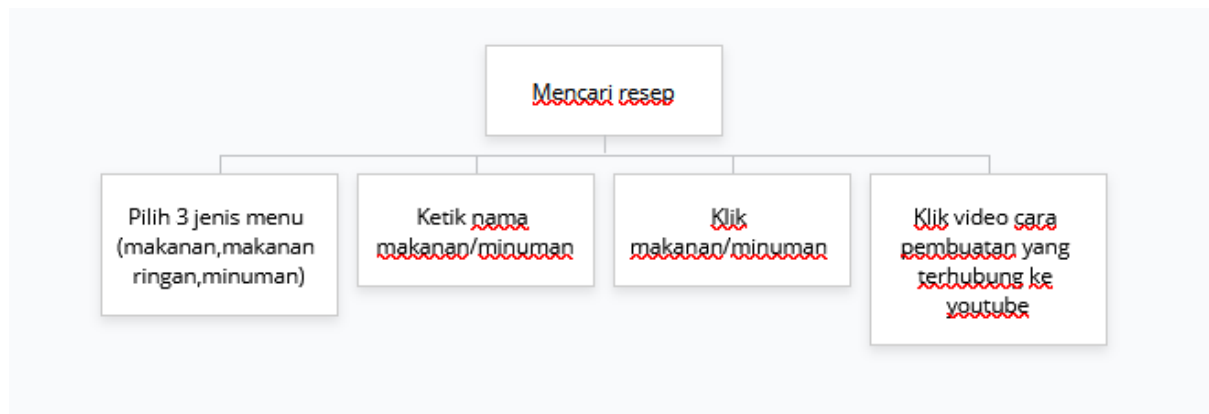 Mencari resep
Pilih 3 jenis menu
(makanan,makanan
ringan,minuman)
Ketik nama
makanan/minuman
Klik
makanan/minuman
Klik video cara
pembuatan yang
terhubung ke
youtube